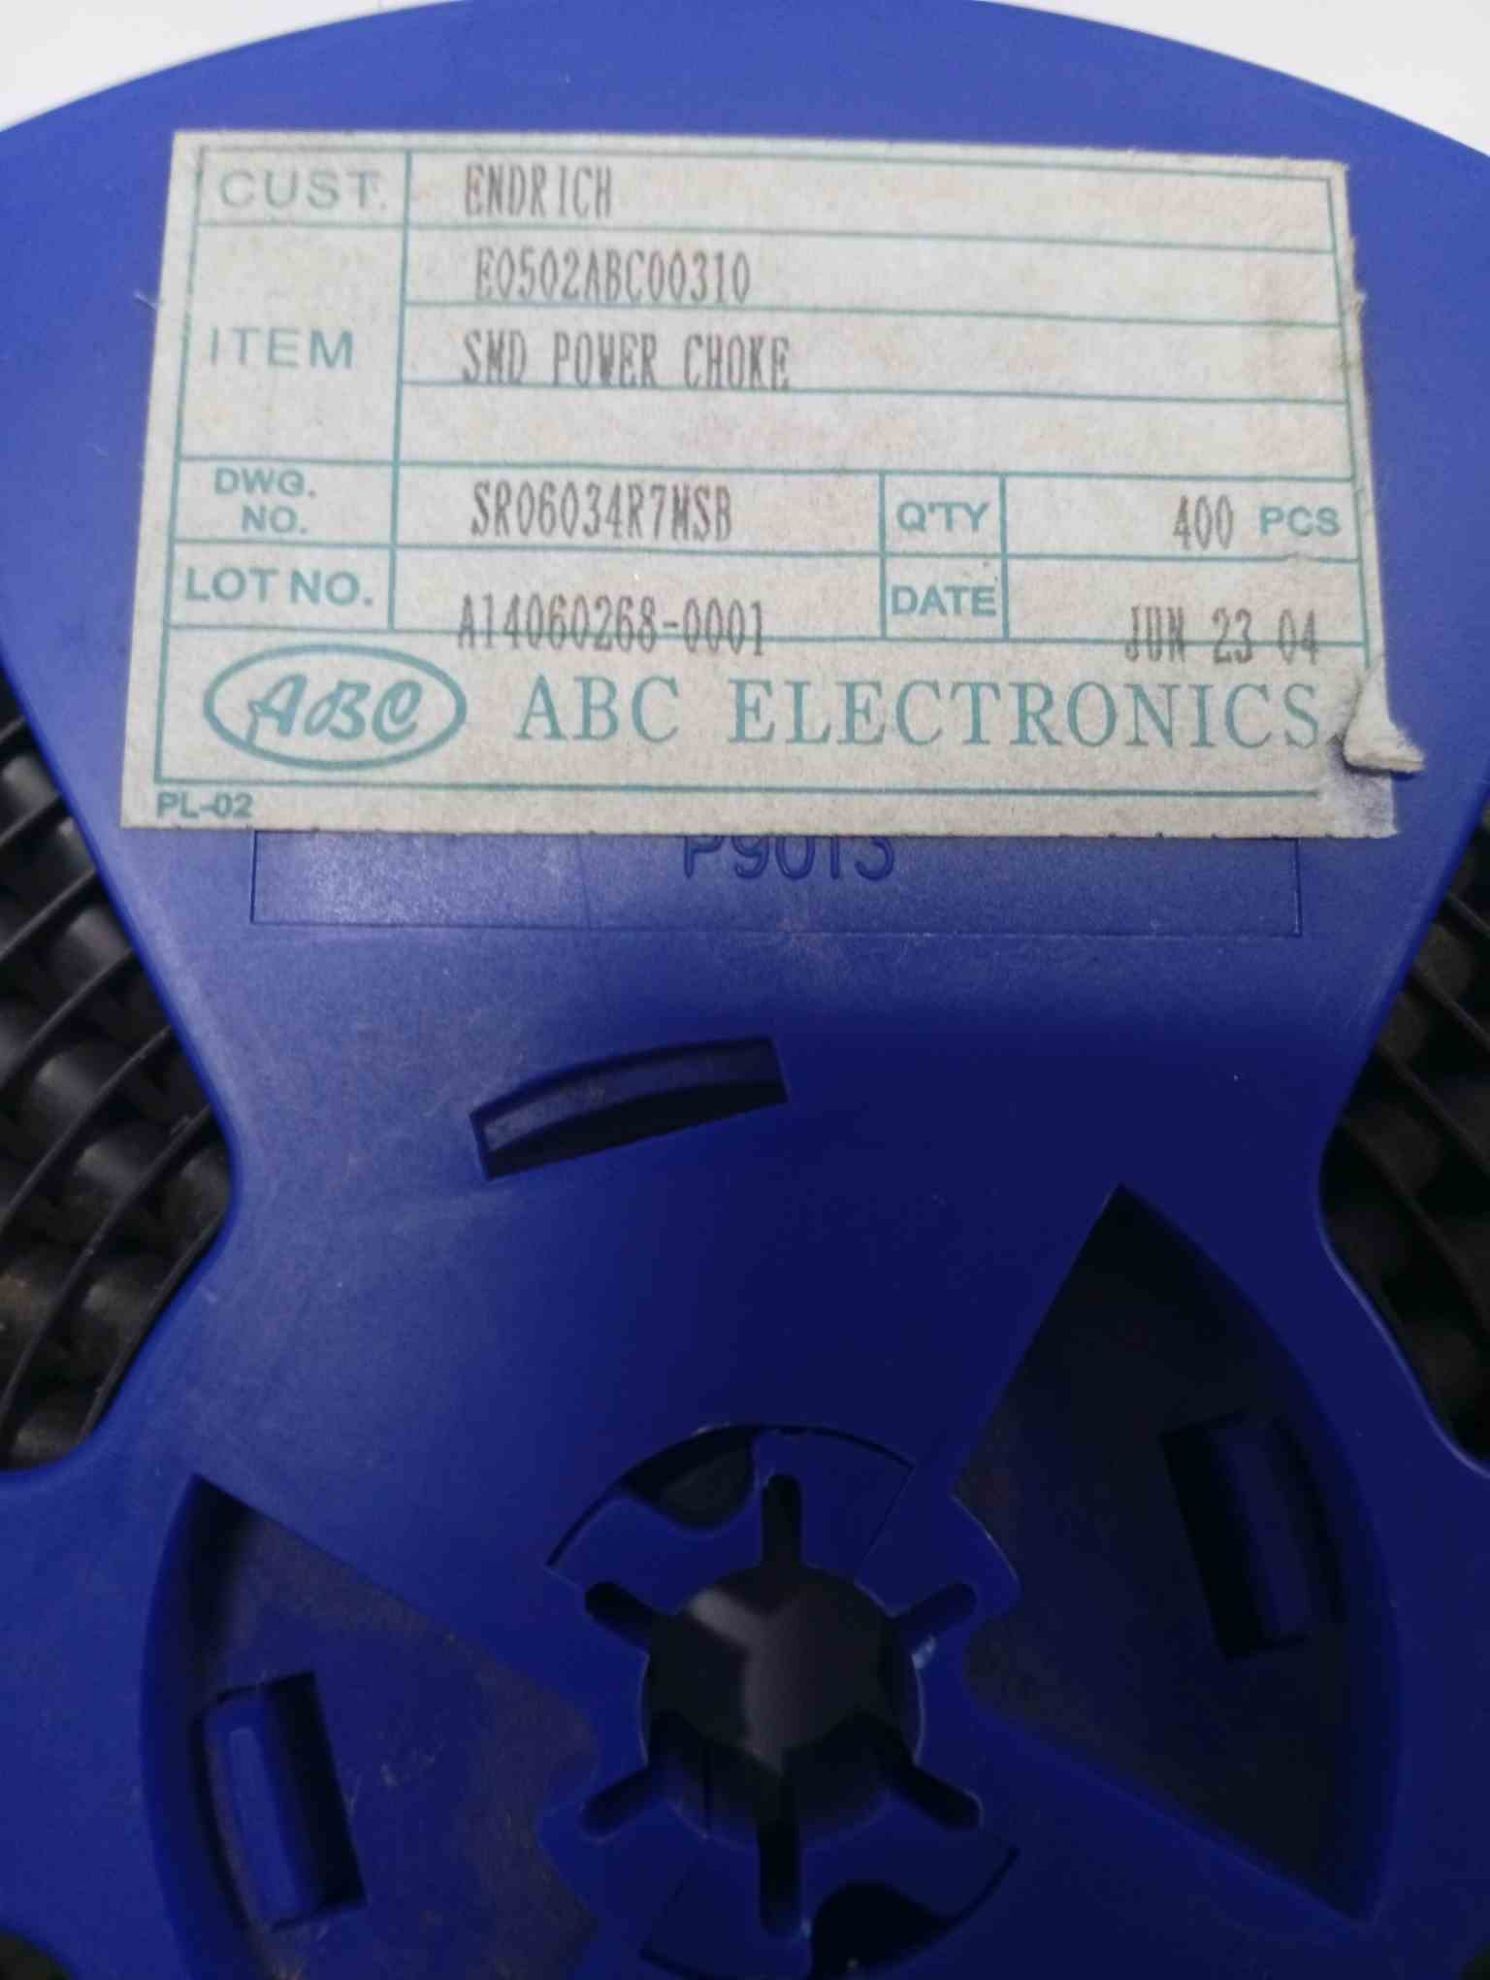 CUST. ENDRICH
E0502ABC00310
ITEM SMD POWER CHOKE
DWG. NO. SR06034R7MSB Q'TY 400 PCS
LOT NO. A14060268-0001 DATE JUN 23 04
ABC ABC ELECTRONICS
PL-02
P9013